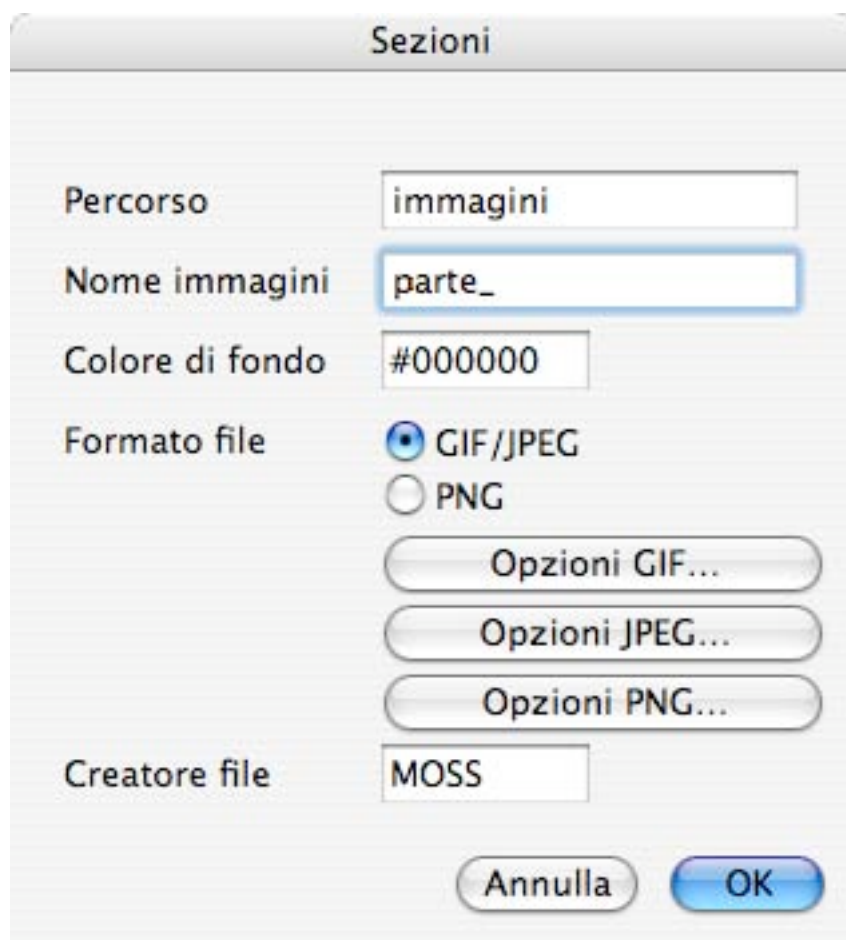 Sezioni
Percorso immagini
Nome immagini parte_
Colore di fondo #000000
Formato file GIF/JPEG
PNG
Opzioni GIF...
Opzioni JPEG...
Opzioni PNG...
Creatore file MOSS
Annulla OK